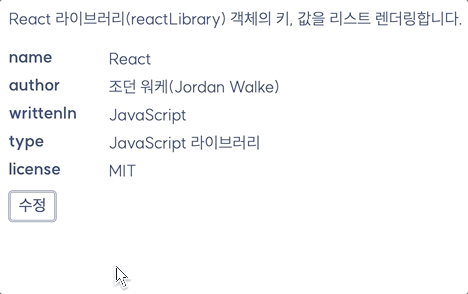 React 라이브러리(reactLibrary) 객체의 키, 값을 리스트 렌더링합니다.
name React
author 조던 워케(Jordan Walke)
writtenIn JavaScript
type JavaScript 라이브러리
license MIT
수정